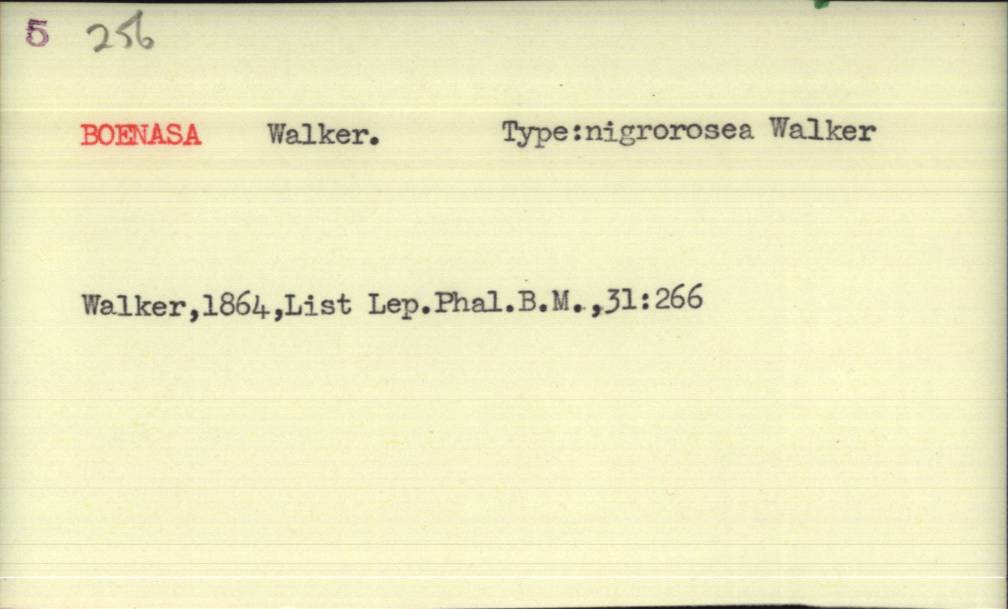 5 256
BOENASA Walker. Type:nigrorosea Walker
Walker,1864,List Lep.Phal.B.M.,31:266